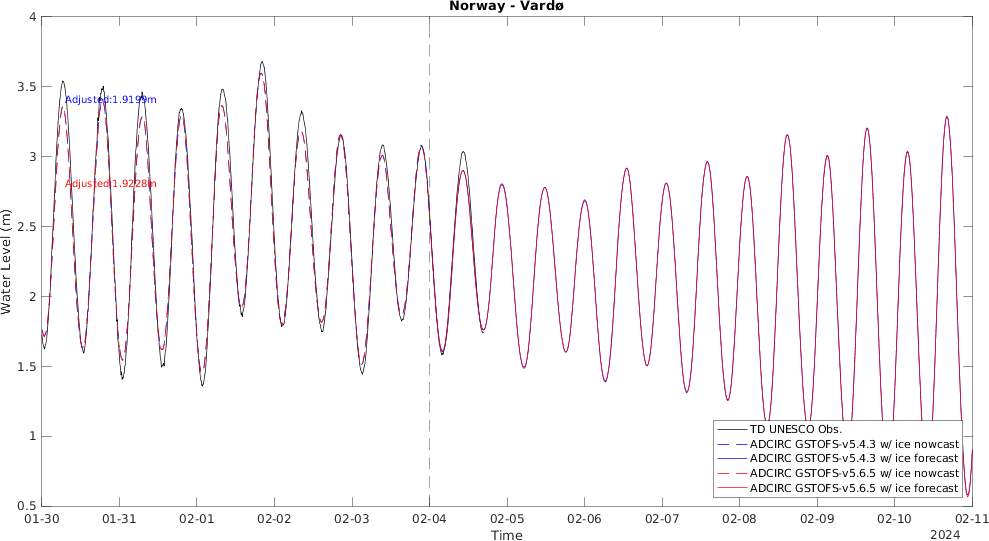 Norway - Vardø
4
3.5
3
2.5
2
1.5
1
0.5
Water Level (m)
Adjusted:1.9199m
Adjusted:1.9228m
TD UNESCO Obs.
ADCIRC GSTOFS-v5.4.3 w/ ice nowcast
ADCIRC GSTOFS-v5.4.3 w/ ice forecast
ADCIRC GSTOFS-v5.6.5 w/ ice nowcast
ADCIRC GSTOFS-v5.6.5 w/ ice forecast
01-30 01-31 02-01 02-02 02-03 02-04 02-05 02-06 02-07 02-08 02-09 02-10 02-11
Time
2024